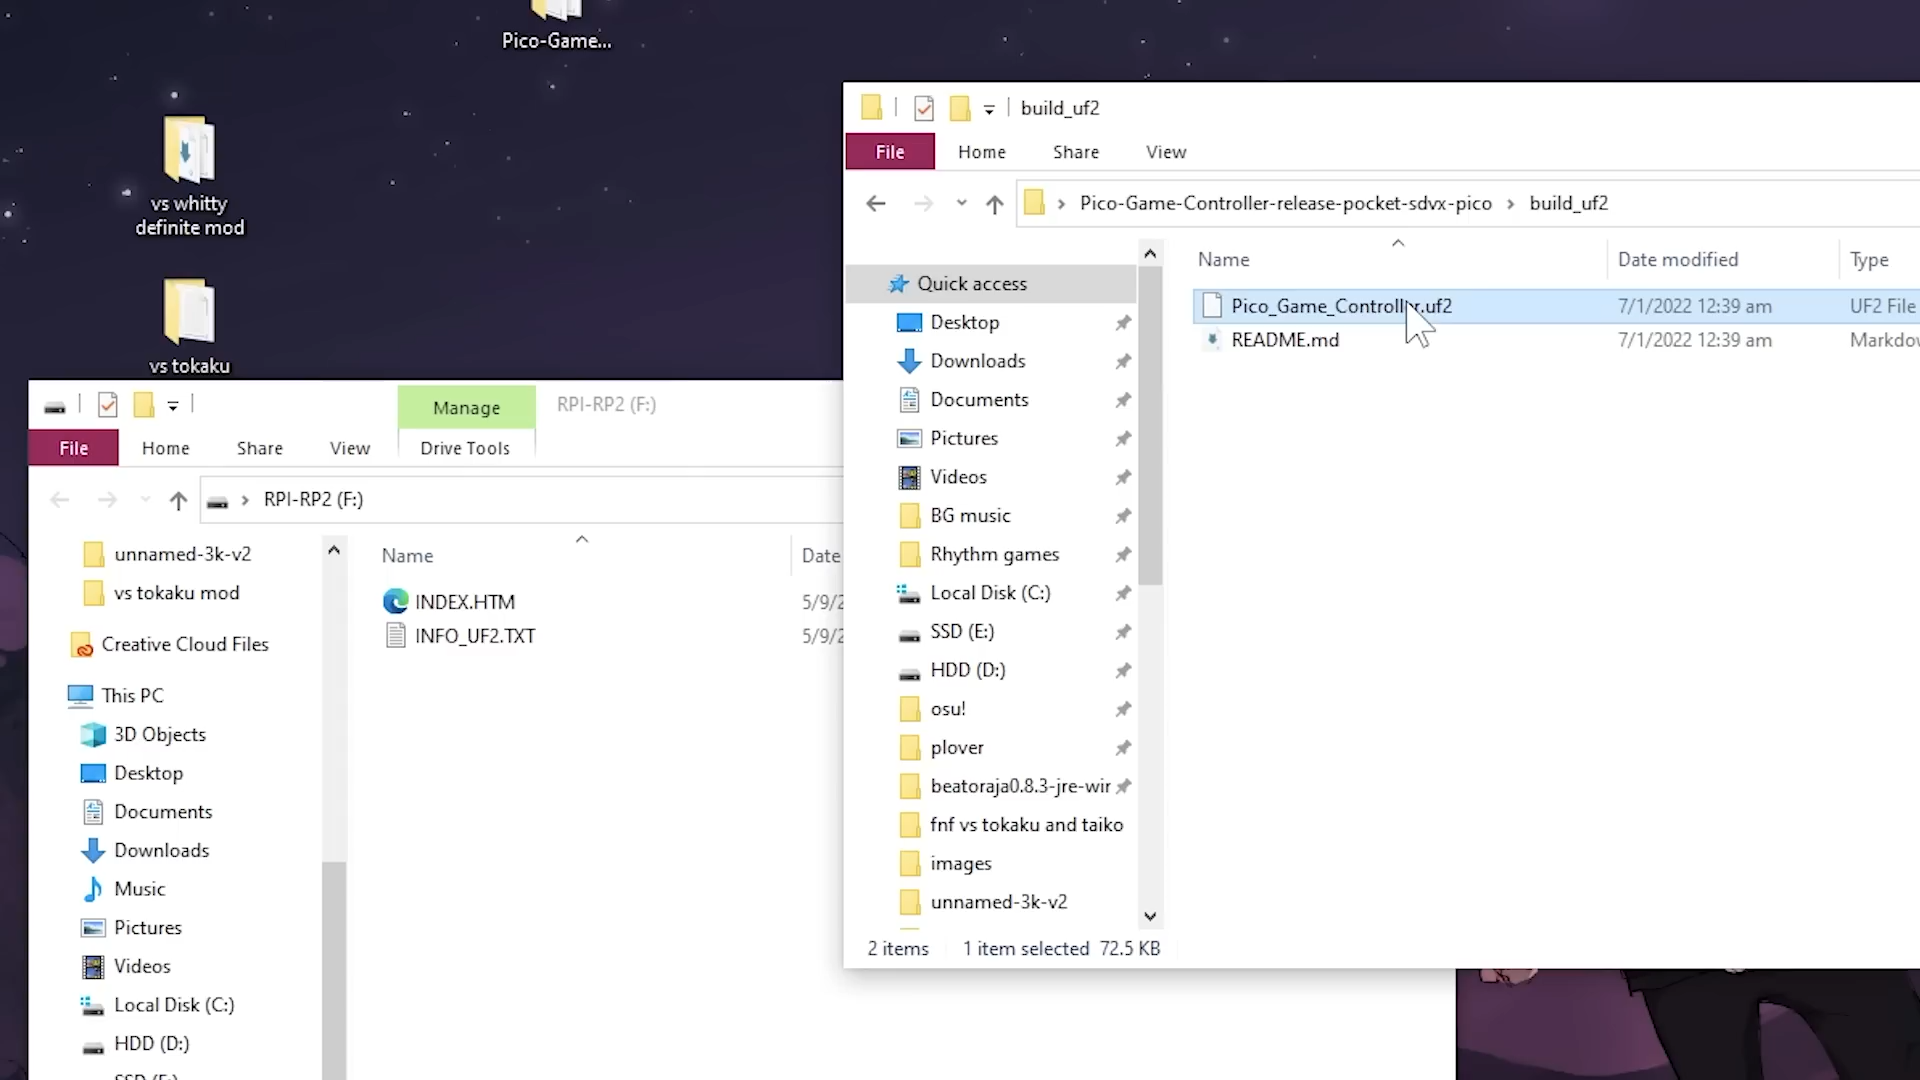 Pico-Game...
vs whitty
definite mod
vs tokaku
build_uf2
File Home Share View
Pico-Game-Controller-release-pocket-sdvx-pico build_uf2
Name Date modified Type
Quick access
Desktop
Downloads
Documents
Pictures
Videos
BG music
Rhythm games
Local Disk (C:)
SSD (E:)
HDD (D:)
osu!
plover
beatoraja0.8.3-jre-wir
fnf vs tokaku and taiko
images
unnamed-3k-v2
Pico_Game_Controller.uf2 7/1/2022 12:39 am UF2 File
README.md 7/1/2022 12:39 am Markdov
2 items 1 item selected 72.5 KB
Manage RPI-RP2 (F:)
File Home Share View Drive Tools
RPI-RP2 (F:)
unnamed-3k-v2
vs tokaku mod
Creative Cloud Files
This PC
3D Objects
Desktop
Documents
Downloads
Music
Pictures
Videos
Local Disk (C:)
HDD (D:)
Name Date
INDEX.HTM 5/9/2
INFO_UF2.TXT 5/9/2